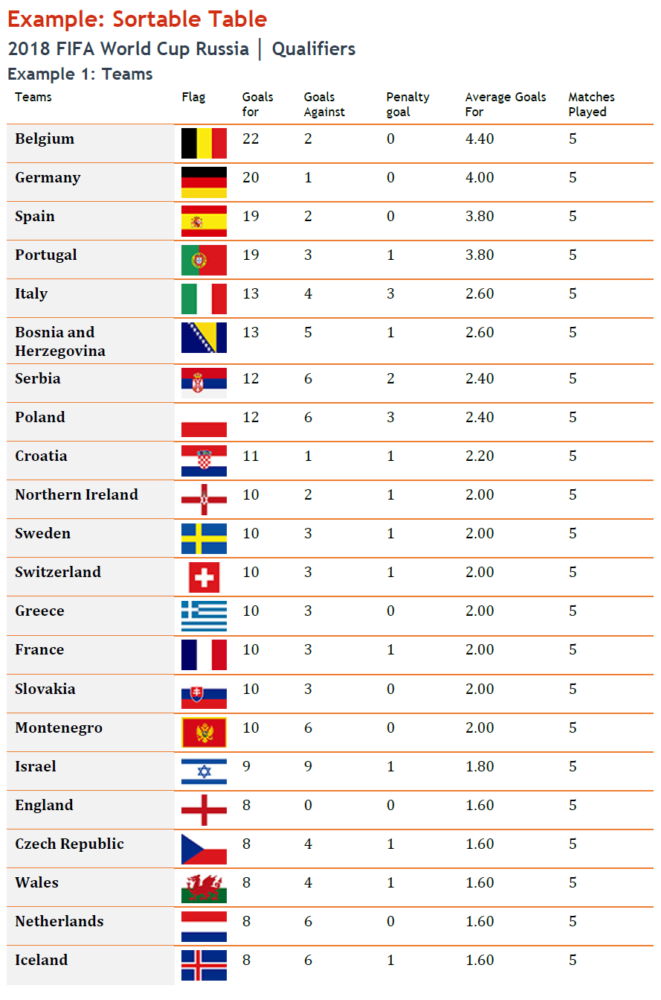 Example: Sortable Table
2018 FIFA World Cup Russia | Qualifiers
Example 1: Teams
Teams Flag Goals for Goals Against Penalty goal Average Goals For Matches Played
Belgium 22 2 0 4.40 5
Germany 20 1 0 4.00 5
Spain 19 2 0 3.80 5
Portugal 19 3 1 3.80 5
Italy 13 4 3 2.60 5
Bosnia and Herzegovina 13 5 1 2.60 5
Serbia 12 6 2 2.40 5
Poland 12 6 3 2.40 5
Croatia 11 1 1 2.20 5
Northern Ireland 10 2 1 2.00 5
Sweden 10 3 1 2.00 5
Switzerland 10 3 1 2.00 5
Greece 10 3 0 2.00 5
France 10 3 1 2.00 5
Slovakia 10 3 0 2.00 5
Montenegro 10 6 0 2.00 5
Israel 9 9 1 1.80 5
England 8 0 0 1.60 5
Czech Republic 8 4 1 1.60 5
Wales 8 4 1 1.60 5
Netherlands 8 6 0 1.60 5
Iceland 8 6 1 1.60 5